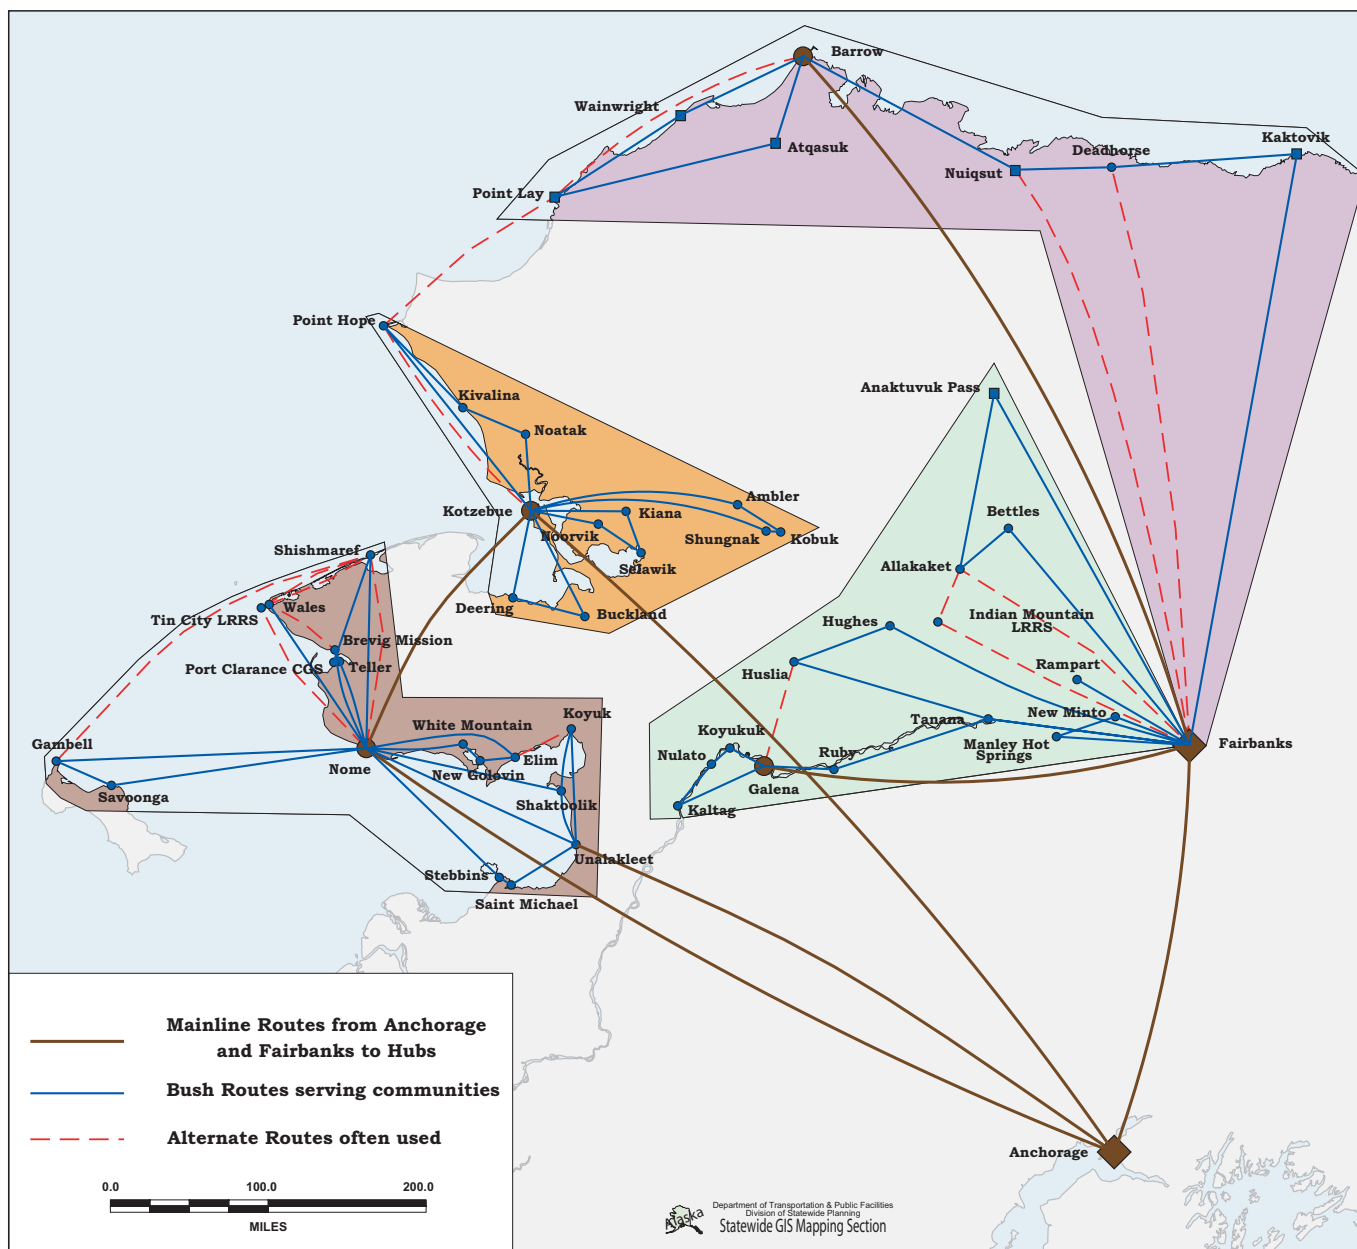 Barrow
Wainwright
Atqasuk
Deadhorse
Kaktovik
Nuiqsut
Point Lay
Point Hope
Kivalina
Noatak
Anaktuvuk Pass
Kotzebue
Noorvik
Kiana
Ambler
Shungnak
Kobuk
Selawik
Bettles
Shishmaref
Allakaket
Deering
Buckland
Tin City LRRS
Wales
Indian Mountain
LRRS
Hughes
Brevig Mission
Port Clarance CGS
Teller
Huslia
Rampart
White Mountain
Koyuk
Koyukuk
Tanana
New Minto
Gambell
Nome
New Golovin
Elim
Nulato
Ruby
Manley Hot
Springs
Fairbanks
Savoonga
Shaktoolik
Galena
Kaltag
Unalakleet
Stebbins
Saint Michael
Mainline Routes from Anchorage
and Fairbanks to Hubs
Bush Routes serving communities
Alternate Routes often used
Anchorage
0.0 100.0 200.0
MILES
Alaska
Department of Transportation & Public Facilities
Division of Statewide Planning
Statewide GIS Mapping Section